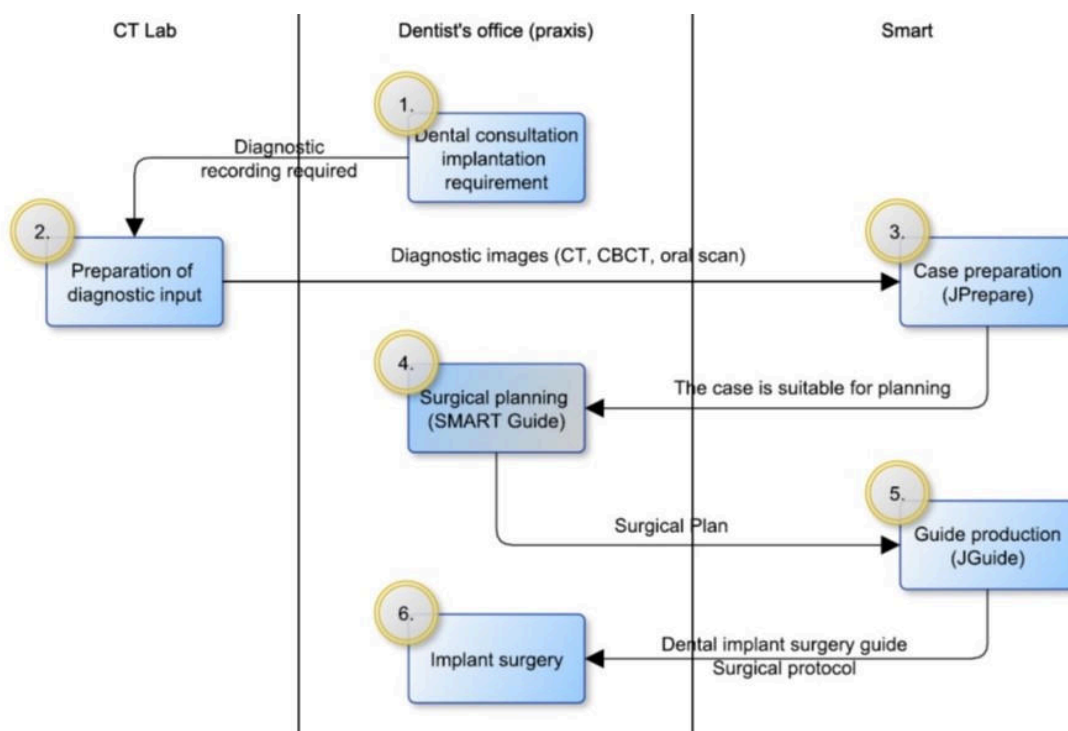 CT Lab
Dentist's office (praxis)
Smart
1.
Dental consultation
implantation
requirement
Diagnostic
recording required
2.
Preparation of
diagnostic input
Diagnostic images (CT, CBCT, oral scan)
3.
Case preparation
(JPrepare)
4.
Surgical planning
(SMART Guide)
The case is suitable for planning
5.
Surgical Plan
Guide production
(JGuide)
6.
Implant surgery
Dental implant surgery guide
Surgical protocol